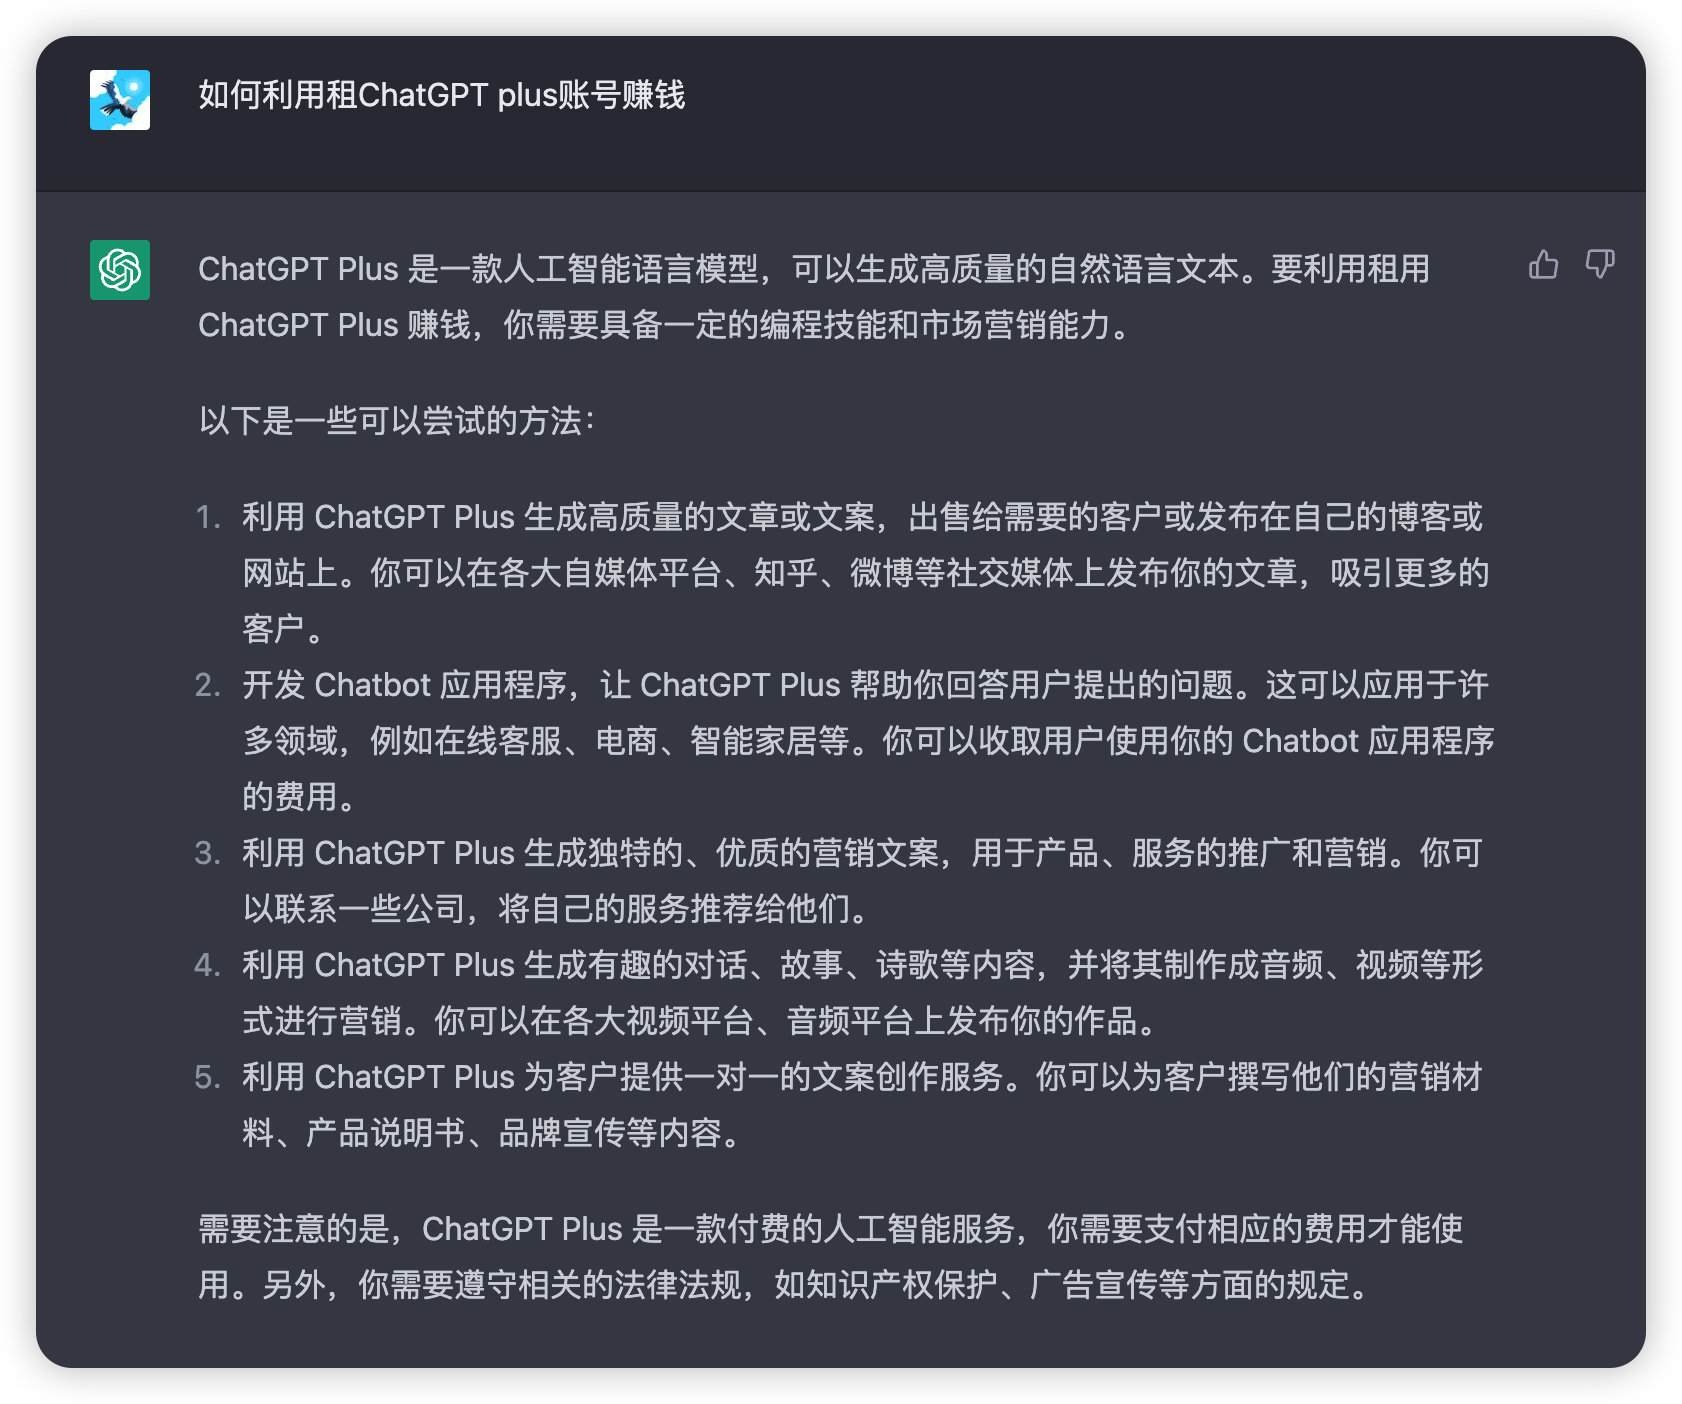 如何利用租ChatGPT plus账号赚钱
ChatGPT Plus 是一款人工智能语言模型，可以生成高质量的自然语言文本。要利用租用
ChatGPT Plus 赚钱，你需要具备一定的编程技能和市场营销能力。
以下是一些可以尝试的方法：
1. 利用 ChatGPT Plus 生成高质量的文章或文案，出售给需要的客户或发布在自己的博客或
网站上。你可以在各大自媒体平台、知乎、微博等社交媒体上发布你的文章，吸引更多的
客户。
2. 开发 Chatbot 应用程序，让 ChatGPT Plus 帮助你回答用户提出的问题。这可以应用于许
多领域，例如在线客服、电商、智能家居等。你可以收取用户使用你的 Chatbot 应用程序
的费用。
3. 利用 ChatGPT Plus 生成独特的、优质的营销文案，用于产品、服务的推广和营销。你可
以联系一些公司，将自己的服务推荐给他们。
4. 利用 ChatGPT Plus 生成有趣的对话、故事、诗歌等内容，并将其制作成音频、视频等形
式进行营销。你可以在各大视频平台、音频平台上发布你的作品。
5. 利用 ChatGPT Plus 为客户提供一对一的文案创作服务。你可以为客户撰写他们的营销材
料、产品说明书、品牌宣传等内容。
需要注意的是，ChatGPT Plus 是一款付费的人工智能服务，你需要支付相应的费用才能使
用。另外，你需要遵守相关的法律法规，如知识产权保护、广告宣传等方面的规定。